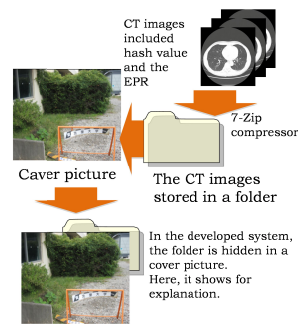 CT images
included
hash value
and the
EPR
7-Zip
compressor
Caver picture
The CT images
stored in a folder
In the developed system,
the folder is hidden in a
cover picture.
Here, it shows for
explanation.